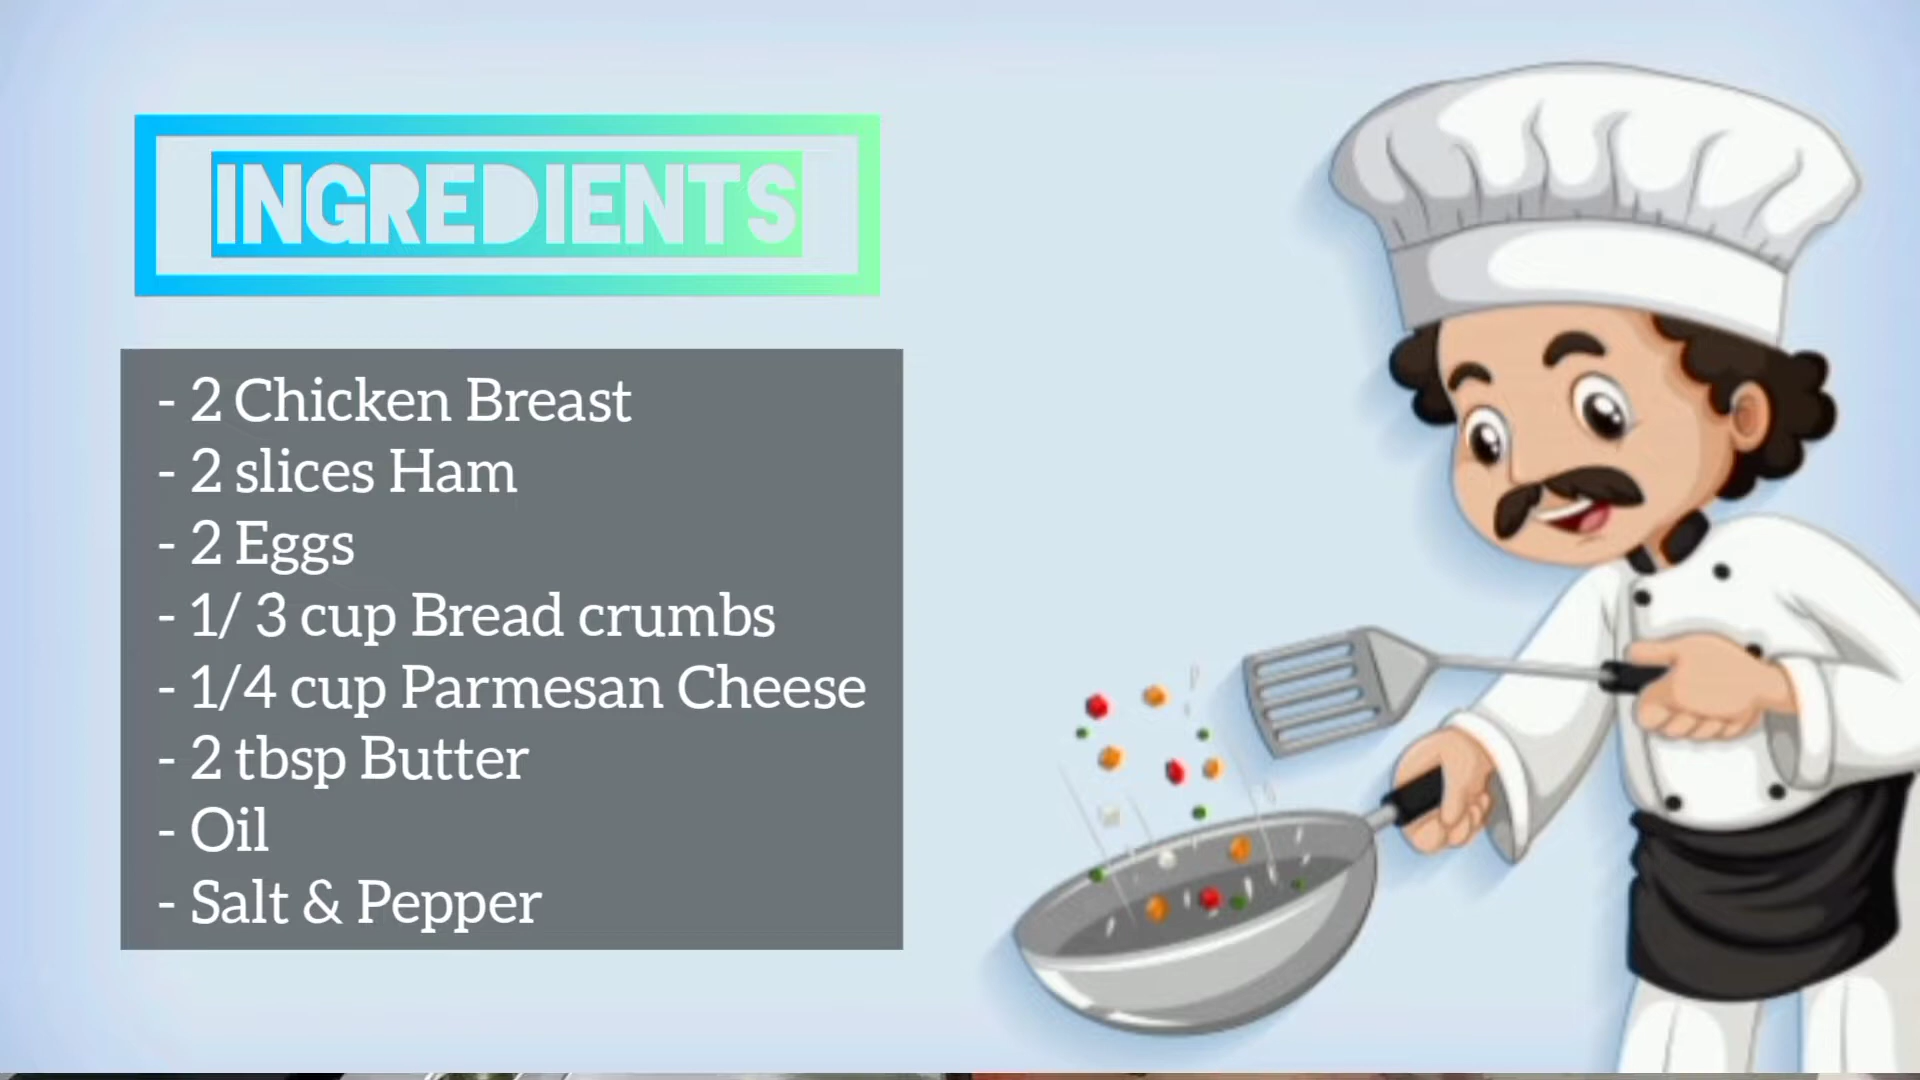 INGREDIENTS
- 2 Chicken Breast
- 2 slices Ham
- 2 Eggs
- 1/ 3 cup Bread crumbs
- 1/4 cup Parmesan Cheese
- 2 tbsp Butter
- Oil
- Salt & Pepper